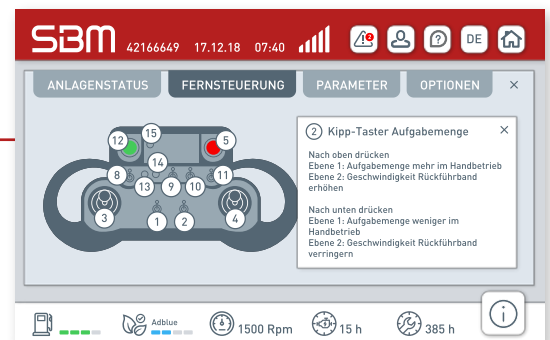 SBM 42166649 17.12.18 07:40 2 ? DE
ANLAGENSTATUS FERNSTEUERUNG PARAMETER OPTIONEN ×
12 15 5
14
8 13 9 10 11
3 1 2 4
2 Kipp-Taster Aufgabemenge ×
Nach oben drücken
Ebene 1: Aufgabemenge mehr im Handbetrieb
Ebene 2: Geschwindigkeit Rückführband
erhöhen
Nach unten drücken
Ebene 1: Aufgabemenge weniger im
Handbetrieb
Ebene 2: Geschwindigkeit Rückführband
verringern
Adblue 1500 Rpm 15 h 385 h i